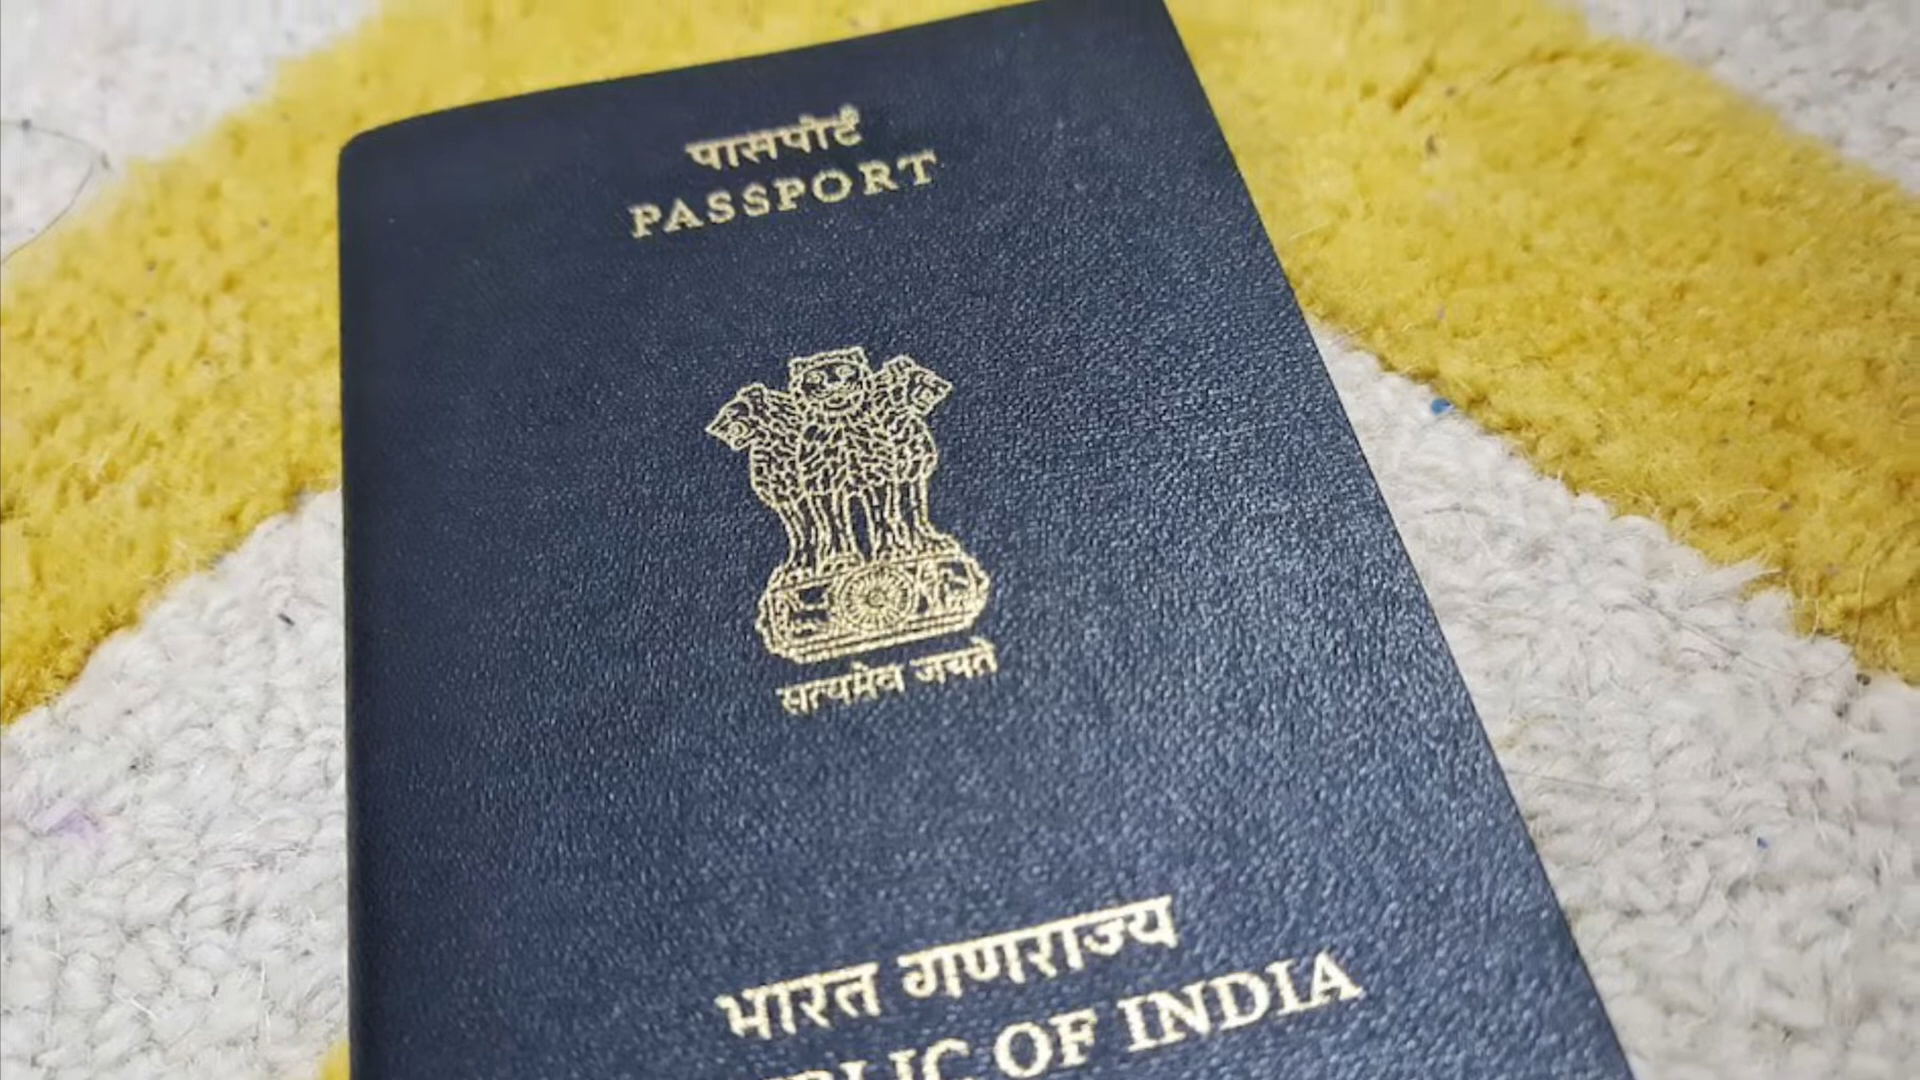 पासपोर्ट
PASSPORT
सत्यमेव जयते
भारत गणराज्य
OF INDIA